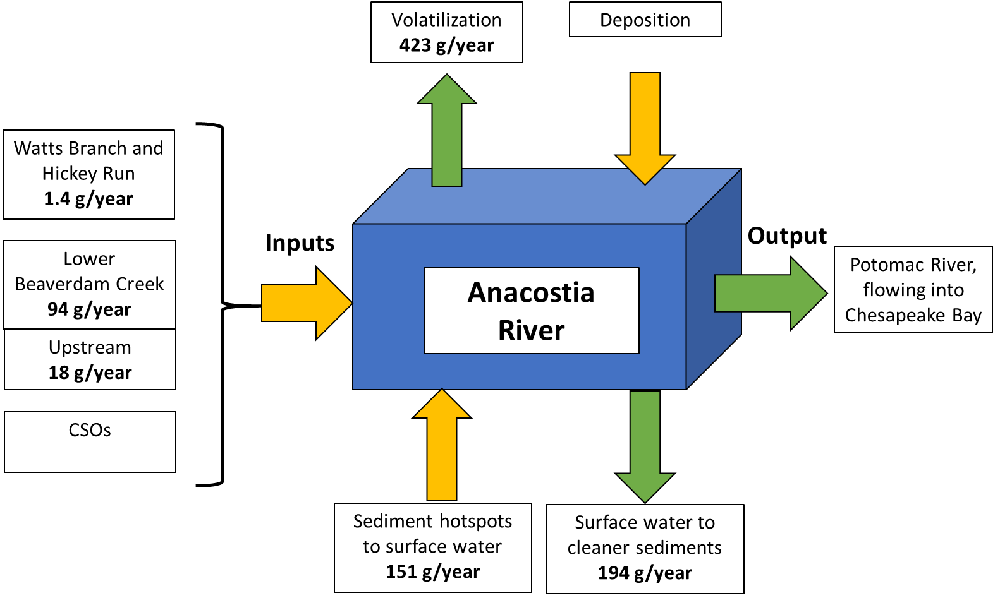 Volatilization
423 g/year
Deposition
Watts Branch and
Hickey Run
1.4 g/year
Lower
Beaverdam Creek
94 g/year
Upstream
18 g/year
CSOs
Inputs
Anacostia
River
Output
Potomac River,
flowing into
Chesapeake Bay
Sediment hotspots
to surface water
151 g/year
Surface water to
cleaner sediments
194 g/year